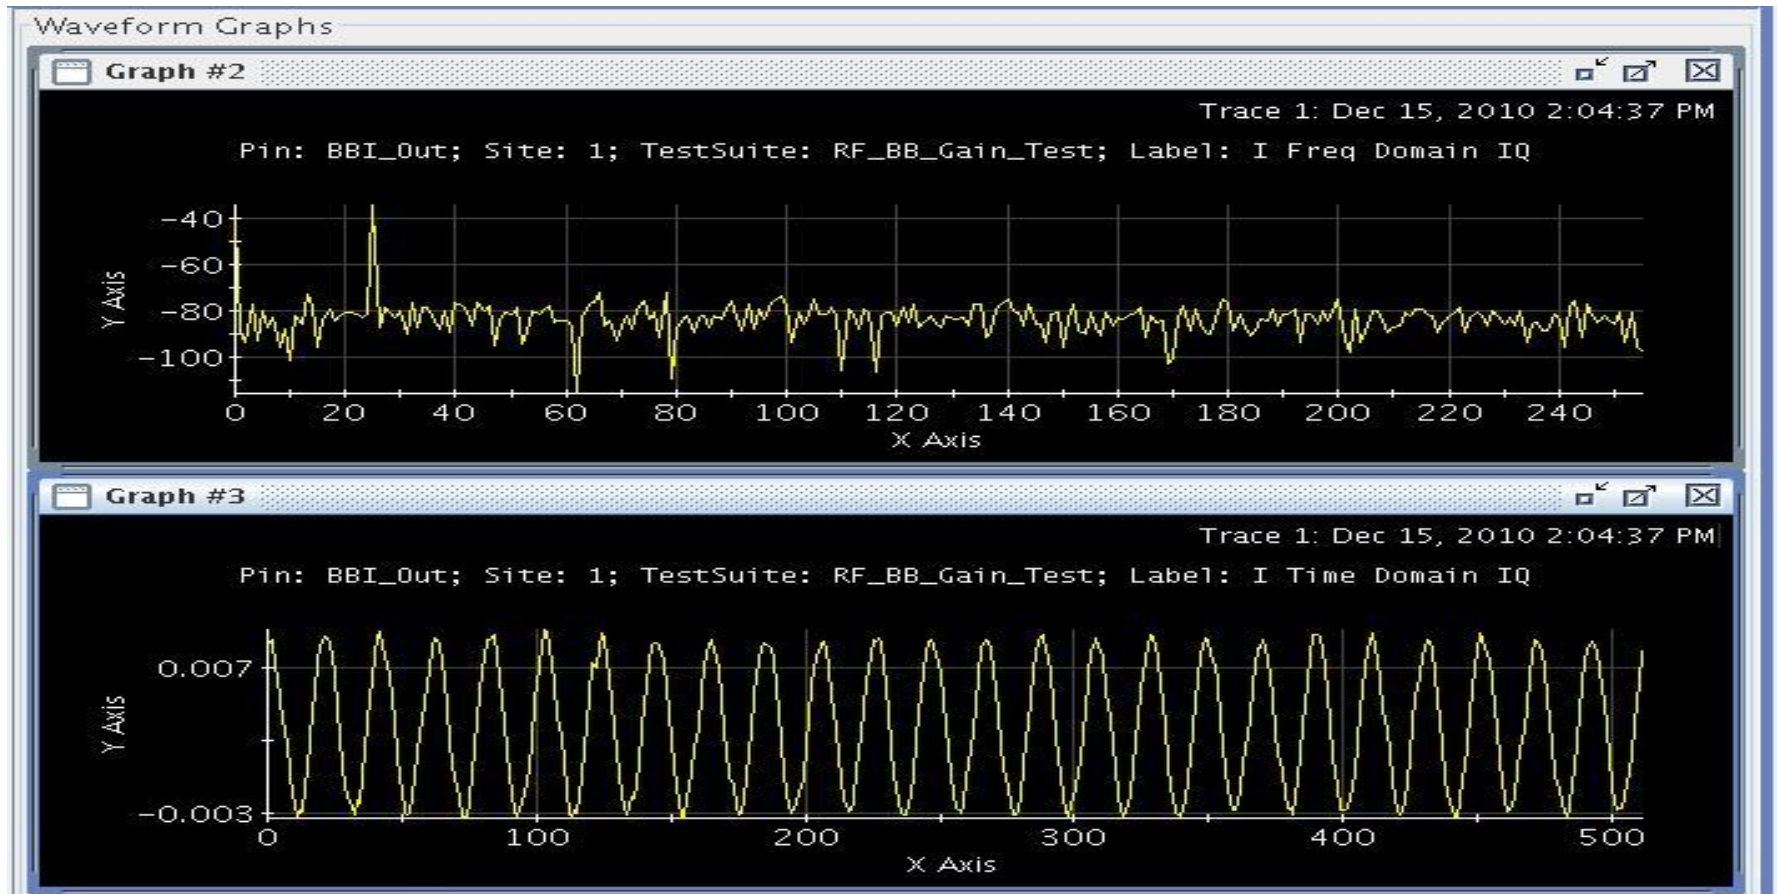 Waveform Graphs
Graph #2
Trace 1: Dec 15, 2010 2:04:37 PM
Pin: BBI_Out; Site: 1; TestSuite: RF_BB_Gain_Test; Label: I Freq Domain IQ
-40
-60
-80
-100
Y Axis
0 20 40 60 80 100 120 140 160 180 200 220 240
X Axis
Graph #3
Trace 1: Dec 15, 2010 2:04:37 PM
Pin: BBI_Out; Site: 1; TestSuite: RF_BB_Gain_Test; Label: I Time Domain IQ
0.007
Y Axis
-0.003
0 100 200 300 400 500
X Axis